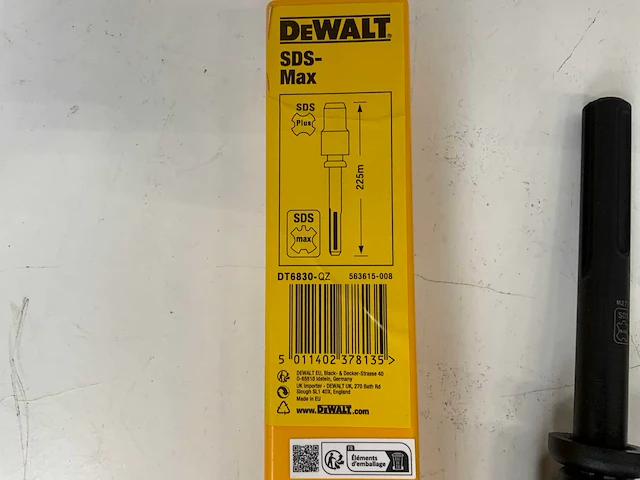 DEWALT
SDS-
Max
SDS
Plus
225m
SDS
max
DT6830-QZ 563615-008
5 011402 378135 >
DEWALT EU, Black- & Decker-Strasse 40
D-65510 Idstein, Germany
UK Importer - DEWALT UK, 270 Bath Rd
Slough SL1 4DX, England
Made in EU
www.DEWALT.com
FR
Éléments
d'emballage